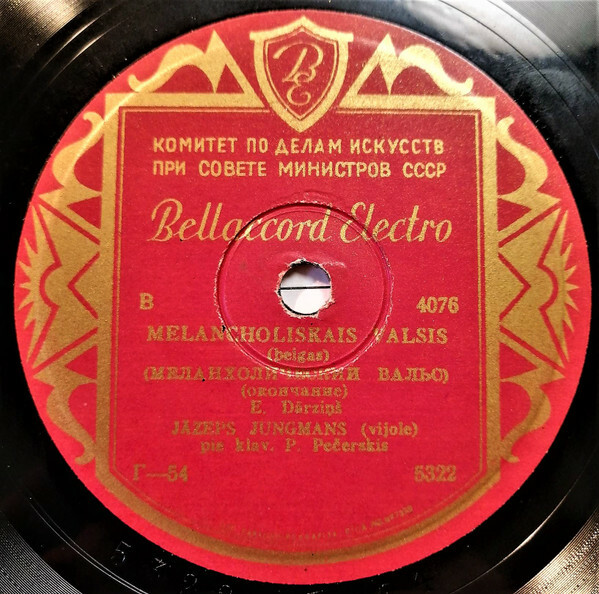 BE
КОМИТЕТ ПО ДЕЛАМ ИСКУССТВ
ПРИ СОВЕТЕ МИНИСТРОВ СССР
Bellaccord Electro
B 4076
MELANCHOLISKAIS VALSIS
(beigas)
(МЕЛАНХОЛИЧЕСКИЙ ВАЛЬС)
(окончание)
E. Dārziņš
JĀZEPS JUNGMANS (vijole)
pie klav. P. Pečerskis
Г—54 5322